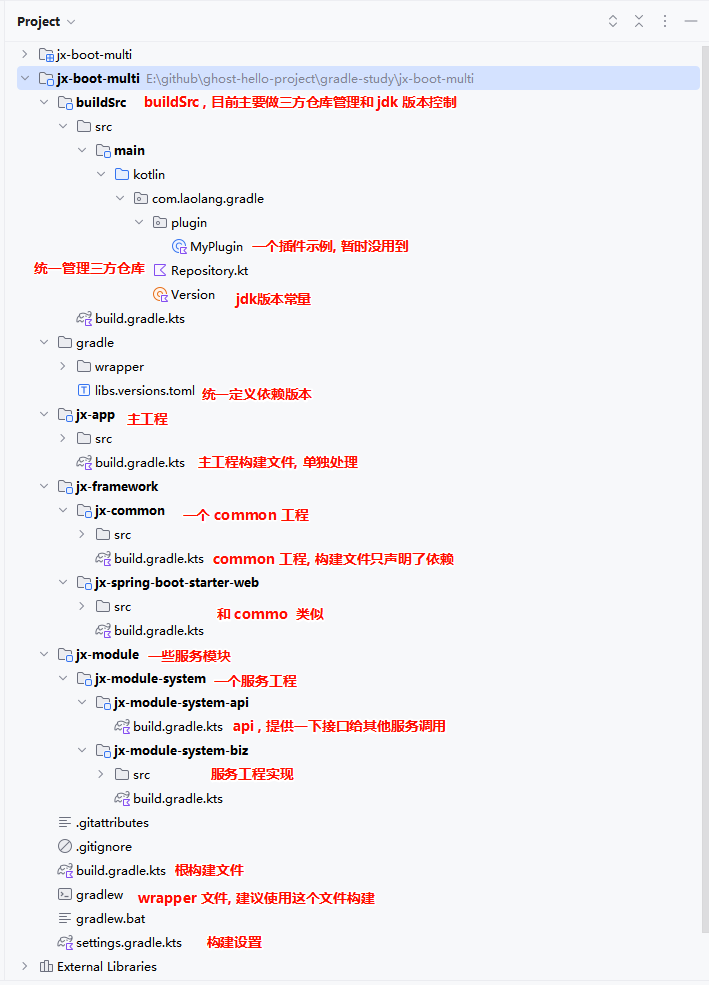 Project
jx-boot-multi
jx-boot-multi E:\github\ghost-hello-project\gradle-study\jx-boot-multi
buildSrc buildSrc , 目前主要做三方仓库管理和 jdk 版本控制
src
main
kotlin
com.laolang.gradle
plugin
MyPlugin 一个插件示例, 暂时没用到
统一管理三方仓库 Repository.kt
Version jdk版本常量
build.gradle.kts
gradle
wrapper
libs.versions.toml 统一定义依赖版本
jx-app 主工程
src
build.gradle.kts 主工程构建文件, 单独处理
jx-framework
jx-common 一个 common 工程
src
build.gradle.kts common 工程, 构建文件只声明了依赖
jx-spring-boot-starter-web
src 和 commo 类似
build.gradle.kts
jx-module 一些服务模块
jx-module-system 一个服务工程
jx-module-system-api
build.gradle.kts api , 提供一下接口给其他服务调用
jx-module-system-biz
src 服务工程实现
build.gradle.kts
.gitattributes
.gitignore
build.gradle.kts 根构建文件
gradlew wrapper 文件, 建议使用这个文件构建
gradlew.bat
settings.gradle.kts 构建设置
External Libraries